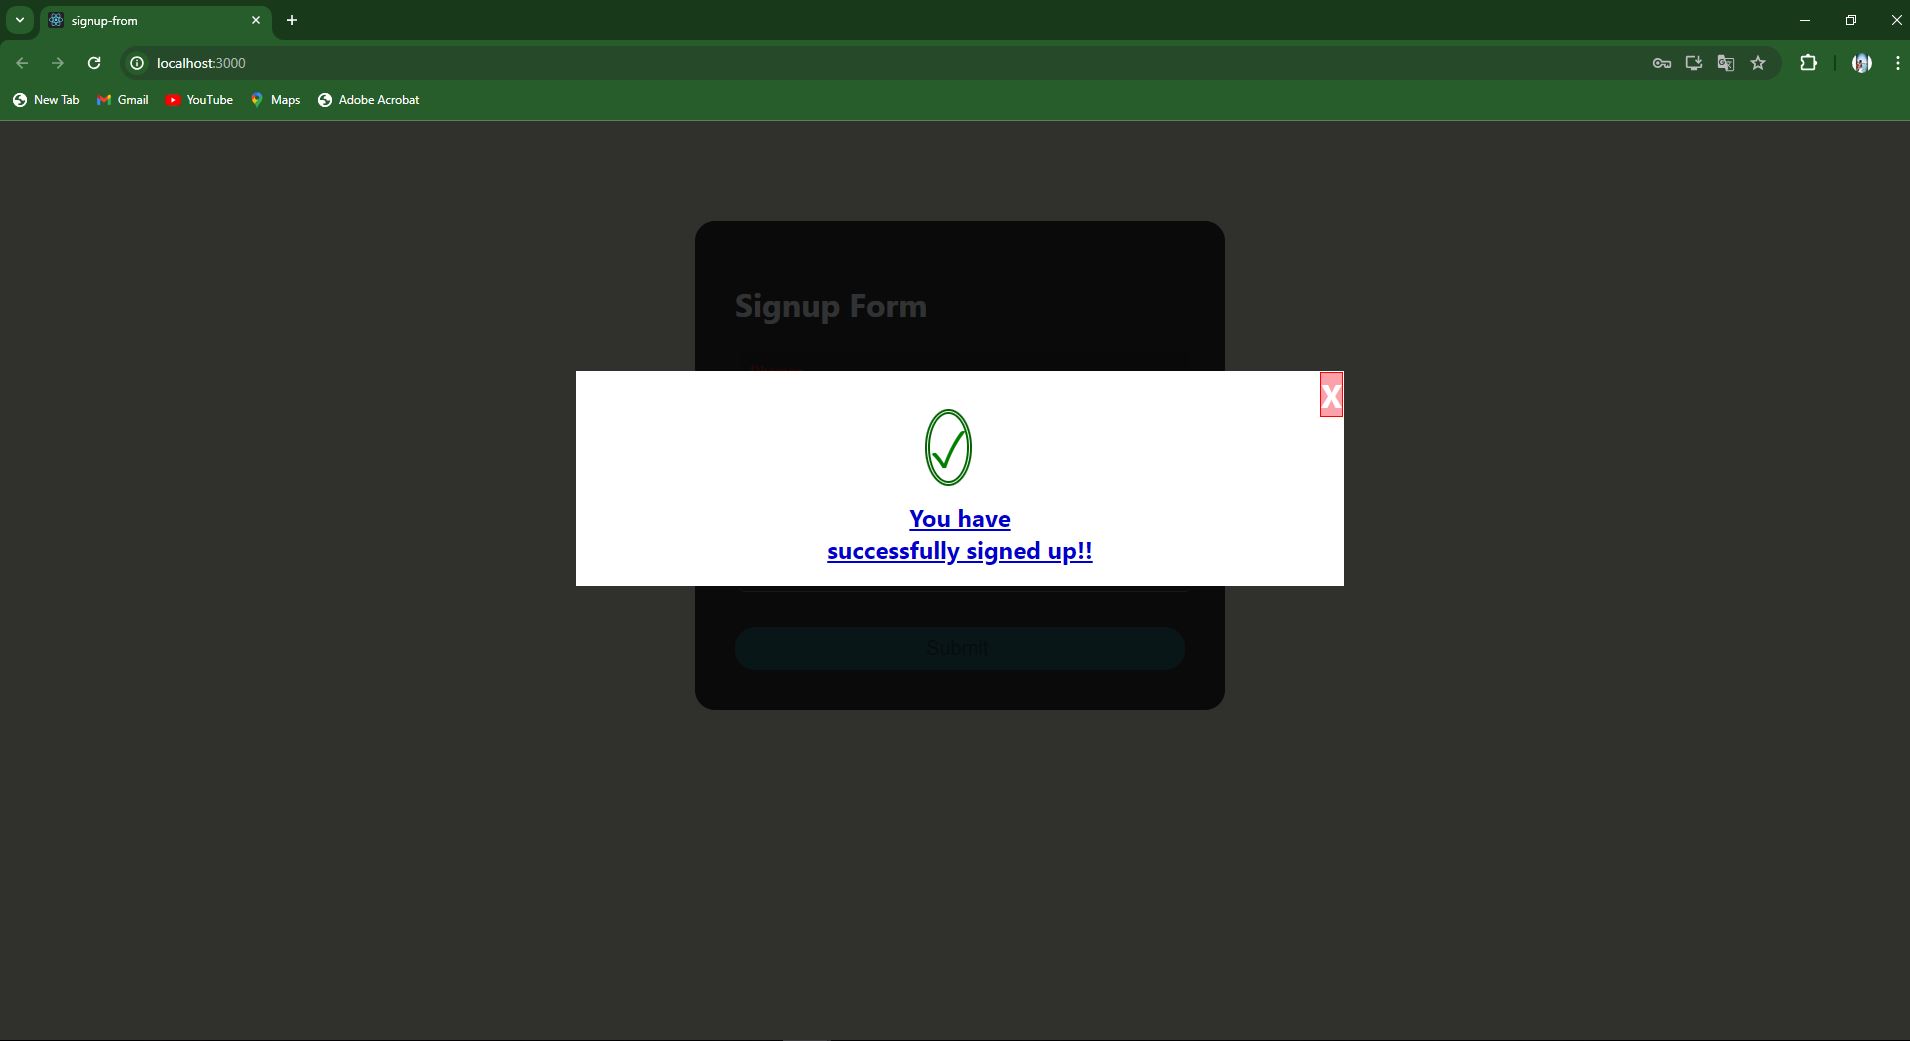 signup-from
localhost:3000
New Tab Gmail YouTube Maps Adobe Acrobat
Signup Form
X
You have
successfully signed up!!
Submit